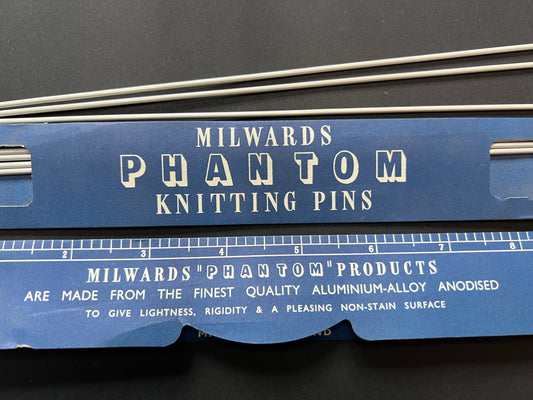 MILWARDS
PHANTOM
KNITTING PINS
2 3 4 5 6 7 8
MILWARDS "PHANTOM" PRODUCTS
ARE MADE FROM THE FINEST QUALITY ALUMINIUM-ALLOY ANODISED
TO GIVE LIGHTNESS, RIGIDITY & A PLEASING NON-STAIN SURFACE